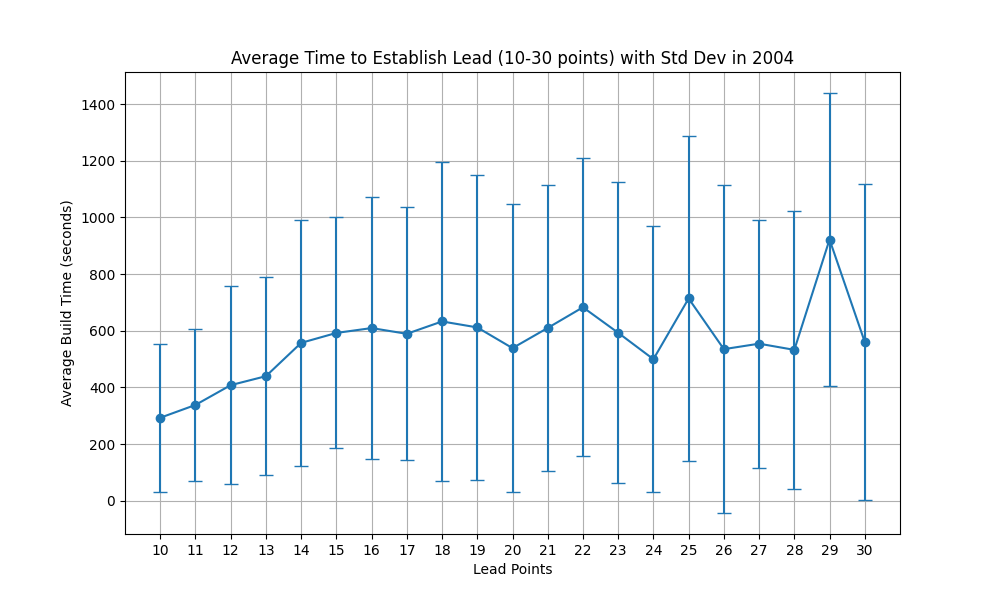 Average Time to Establish Lead (10-30 points) with Std Dev in 2004
Average Build Time (seconds)
1400
1200
1000
800
600
400
200
0
10 11 12 13 14 15 16 17 18 19 20 21 22 23 24 25 26 27 28 29 30
Lead Points